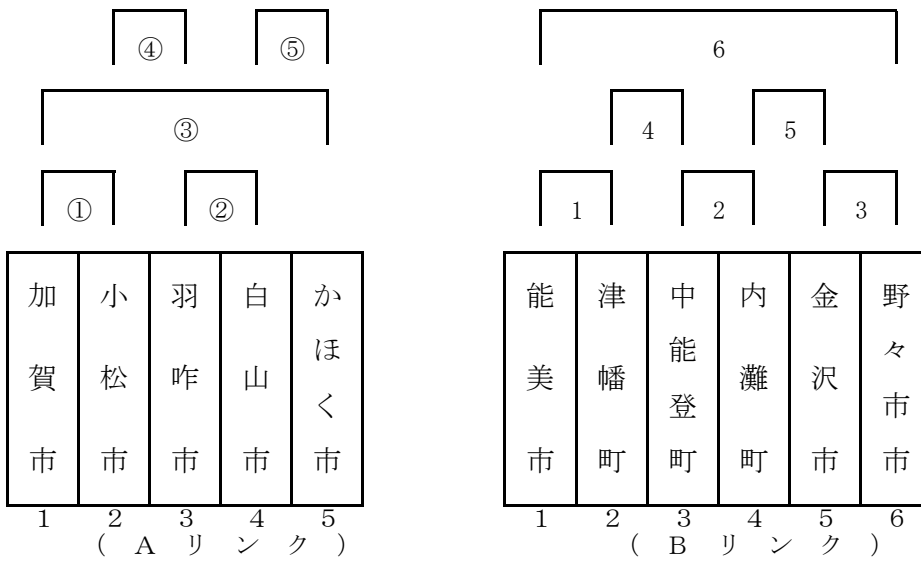 ④ ⑤ 6
③ 4 5
① ② 1 2 3
加賀市 小松市 羽咋市 白山市 かほく市 能美市 津幡町 中能登町 内灘町 金沢市 野々市市
1 2 3 4 5 1 2 3 4 5 6
( A リ ン ク ) ( B リ ン ク )